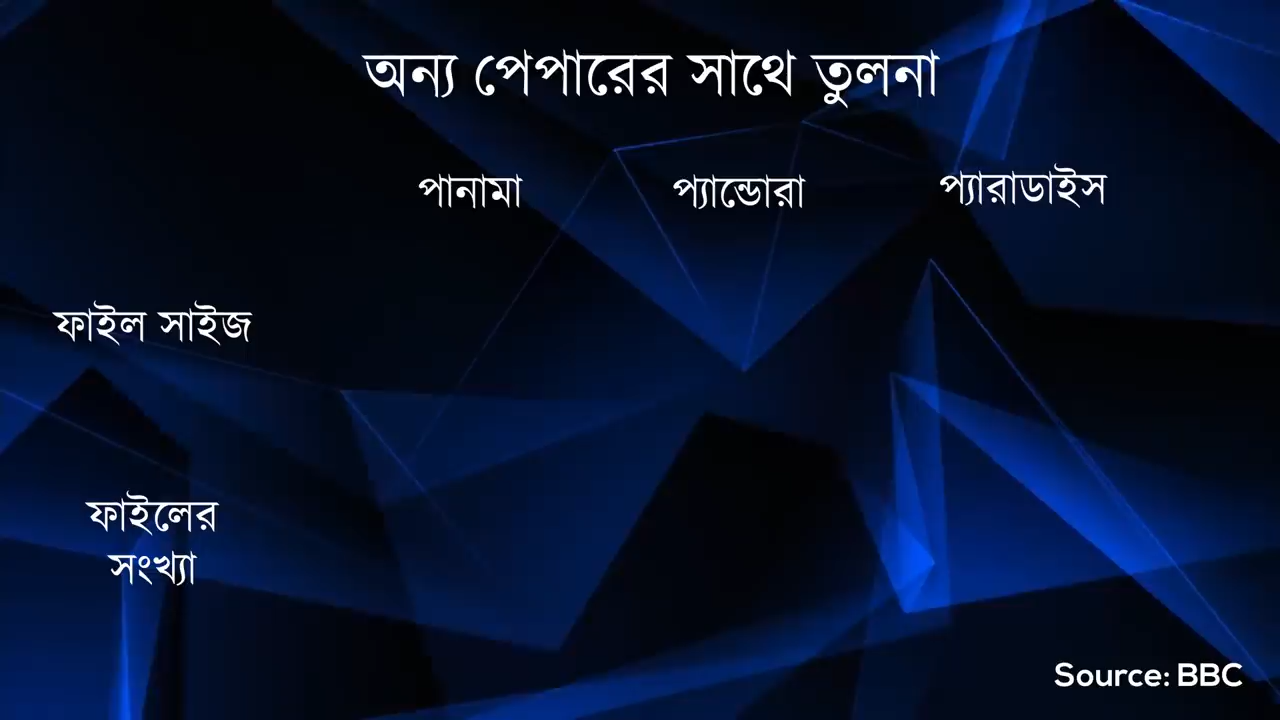 অন্য পেপারের সাথে তুলনা
পানামা প্যান্ডোরা প্যারাডাইস
ফাইল সাইজ
ফাইলের
সংখ্যা
Source: BBC